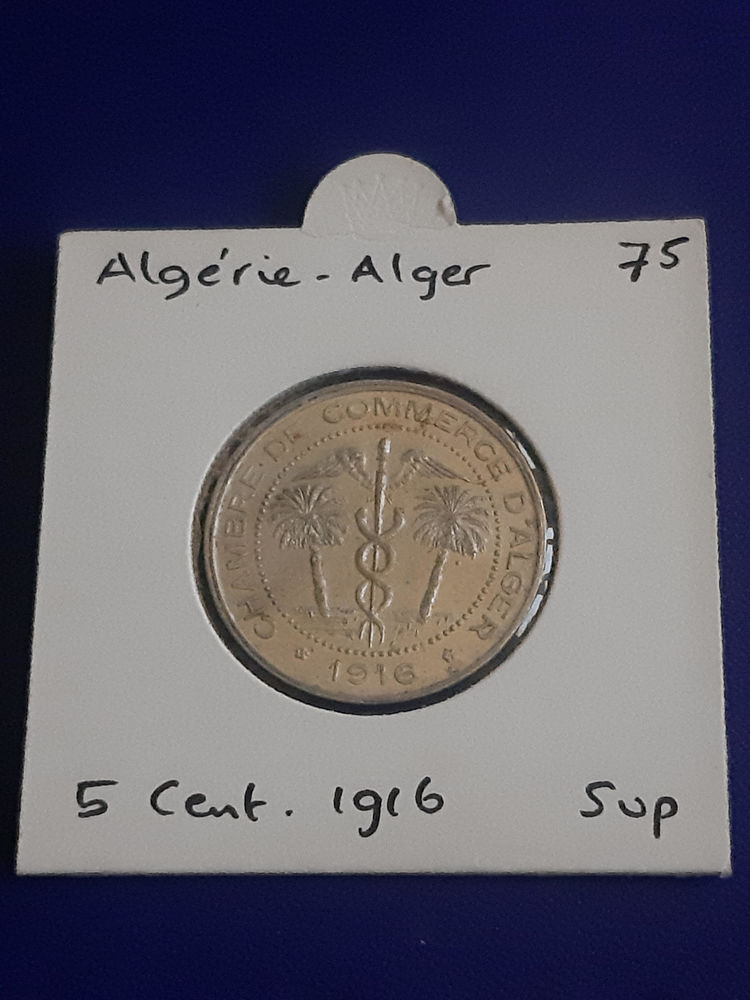 Algérie - Alger 75
CHAMBRE DE COMMERCE D'ALGER
1916
5 Cent. 1916 Sup